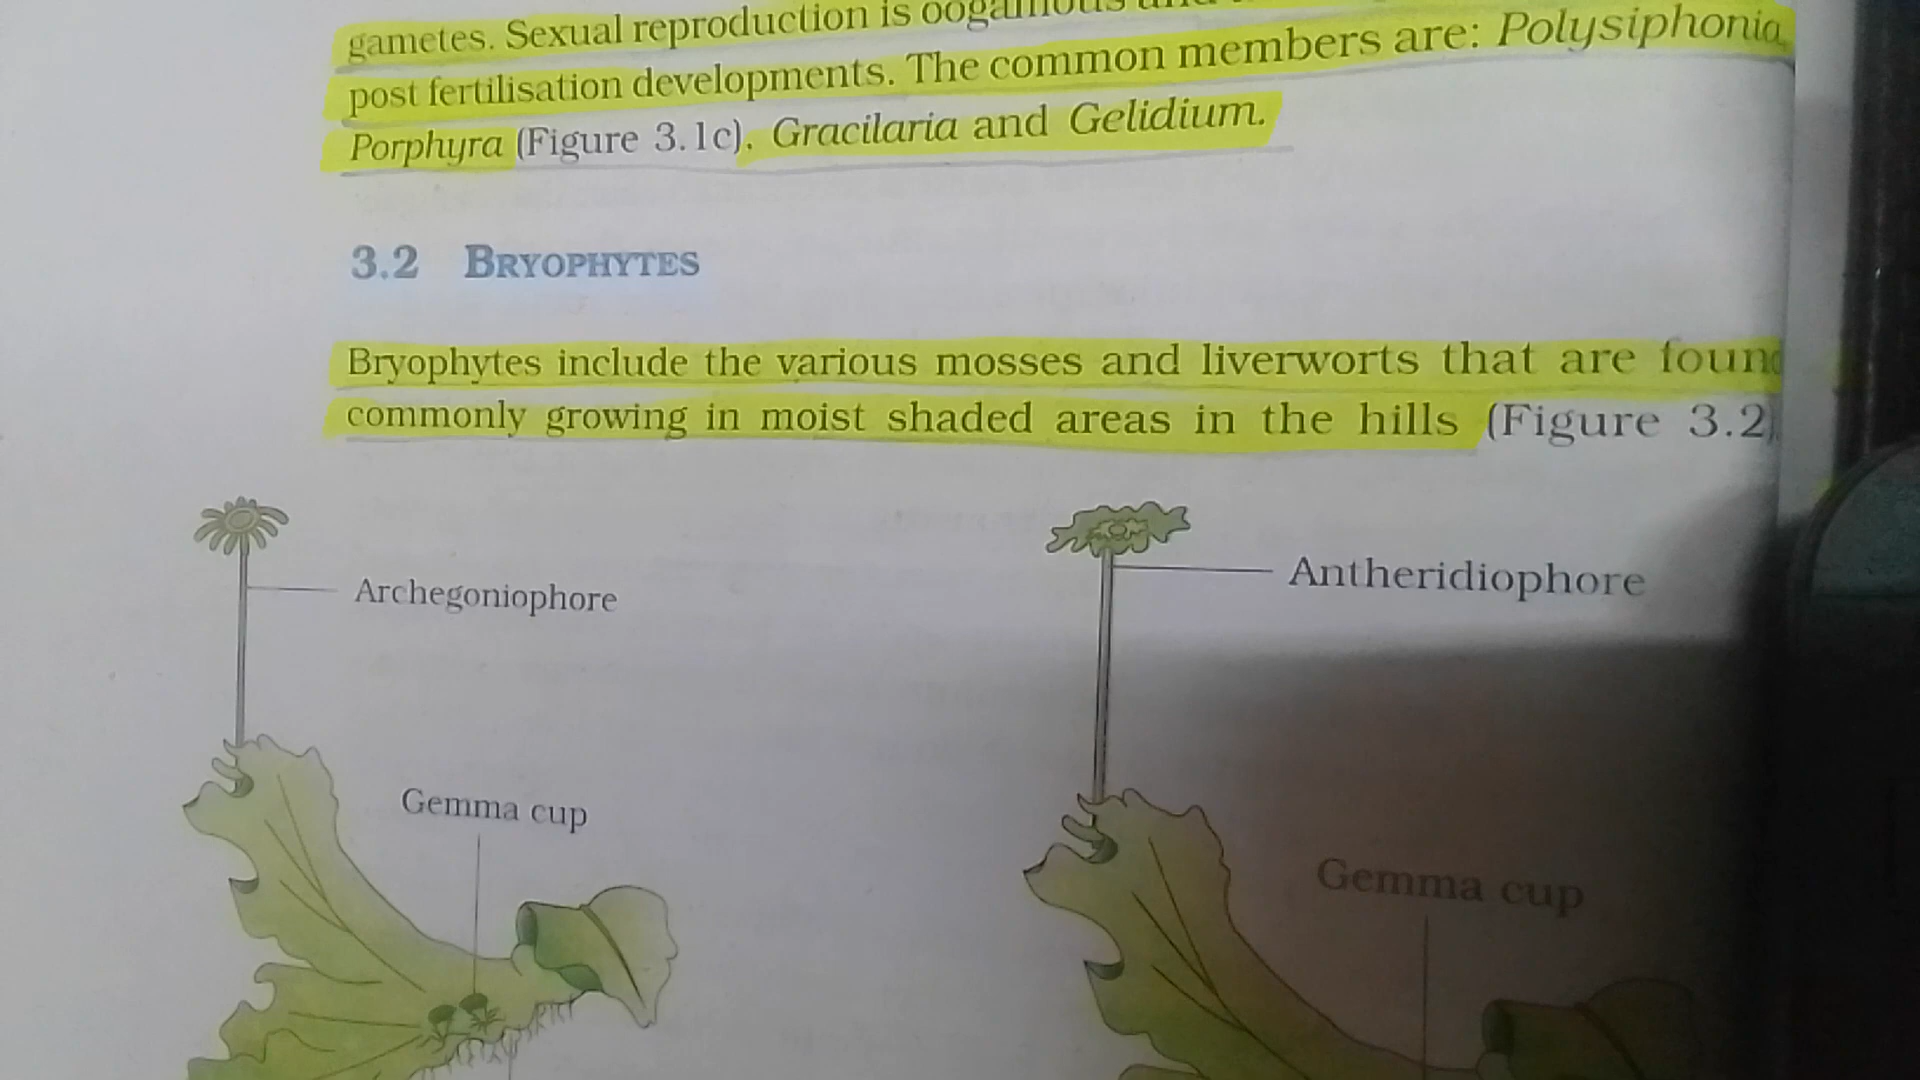 gametes. Sexual reproduction is oogamous
post fertilisation developments. The common members are: Polysiphonia,
Porphyra (Figure 3.1c), Gracilaria and Gelidium.
3.2 BRYOPHYTES
Bryophytes include the various mosses and liverworts that are found
commonly growing in moist shaded areas in the hills (Figure 3.2).
Archegoniophore
Antheridiophore
Gemma cup
Gemma cup